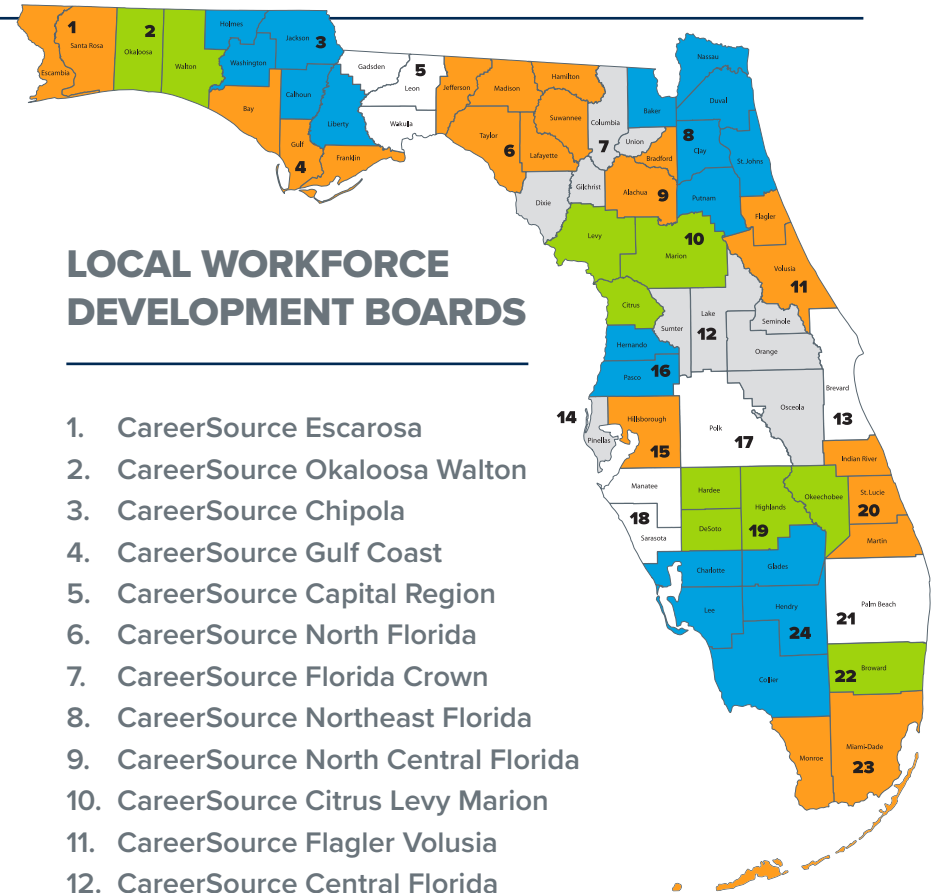 1
Santa Rosa
Escambia
2
Okaloosa
Walton
Holmes
Jackson
3
Washington
Calhoun
Bay
Liberty
Gulf
4
Franklin
Gadsden
5
Leon
Wakulla
Jefferson
Madison
Hamilton
Taylor
6
Suwannee
Lafayette
Columbia
7
Union
Gilchrist
Dixie
Baker
Nassau
Duval
8
Clay
St. Johns
Putnam
Bradford
Alachua
9
Levy
10
Marion
Citrus
Flagler
Volusia
11
Sumter
Lake
12
Seminole
Orange
Osceola
Hernando
Pasco
16
Brevard
13
14
Pinellas
Hillsborough
15
Polk
17
Manatee
18
Sarasota
Hardee
DeSoto
Highlands
19
Okeechobee
Indian River
St. Lucie
20
Martin
Charlotte
Glades
Lee
Hendry
24
Collier
Palm Beach
21
22
Broward
Monroe
Miami-Dade
23
LOCAL WORKFORCE
DEVELOPMENT BOARDS
1. CareerSource Escarosa
2. CareerSource Okaloosa Walton
3. CareerSource Chipola
4. CareerSource Gulf Coast
5. CareerSource Capital Region
6. CareerSource North Florida
7. CareerSource Florida Crown
8. CareerSource Northeast Florida
9. CareerSource North Central Florida
10. CareerSource Citrus Levy Marion
11. CareerSource Flagler Volusia
12. CareerSource Central Florida